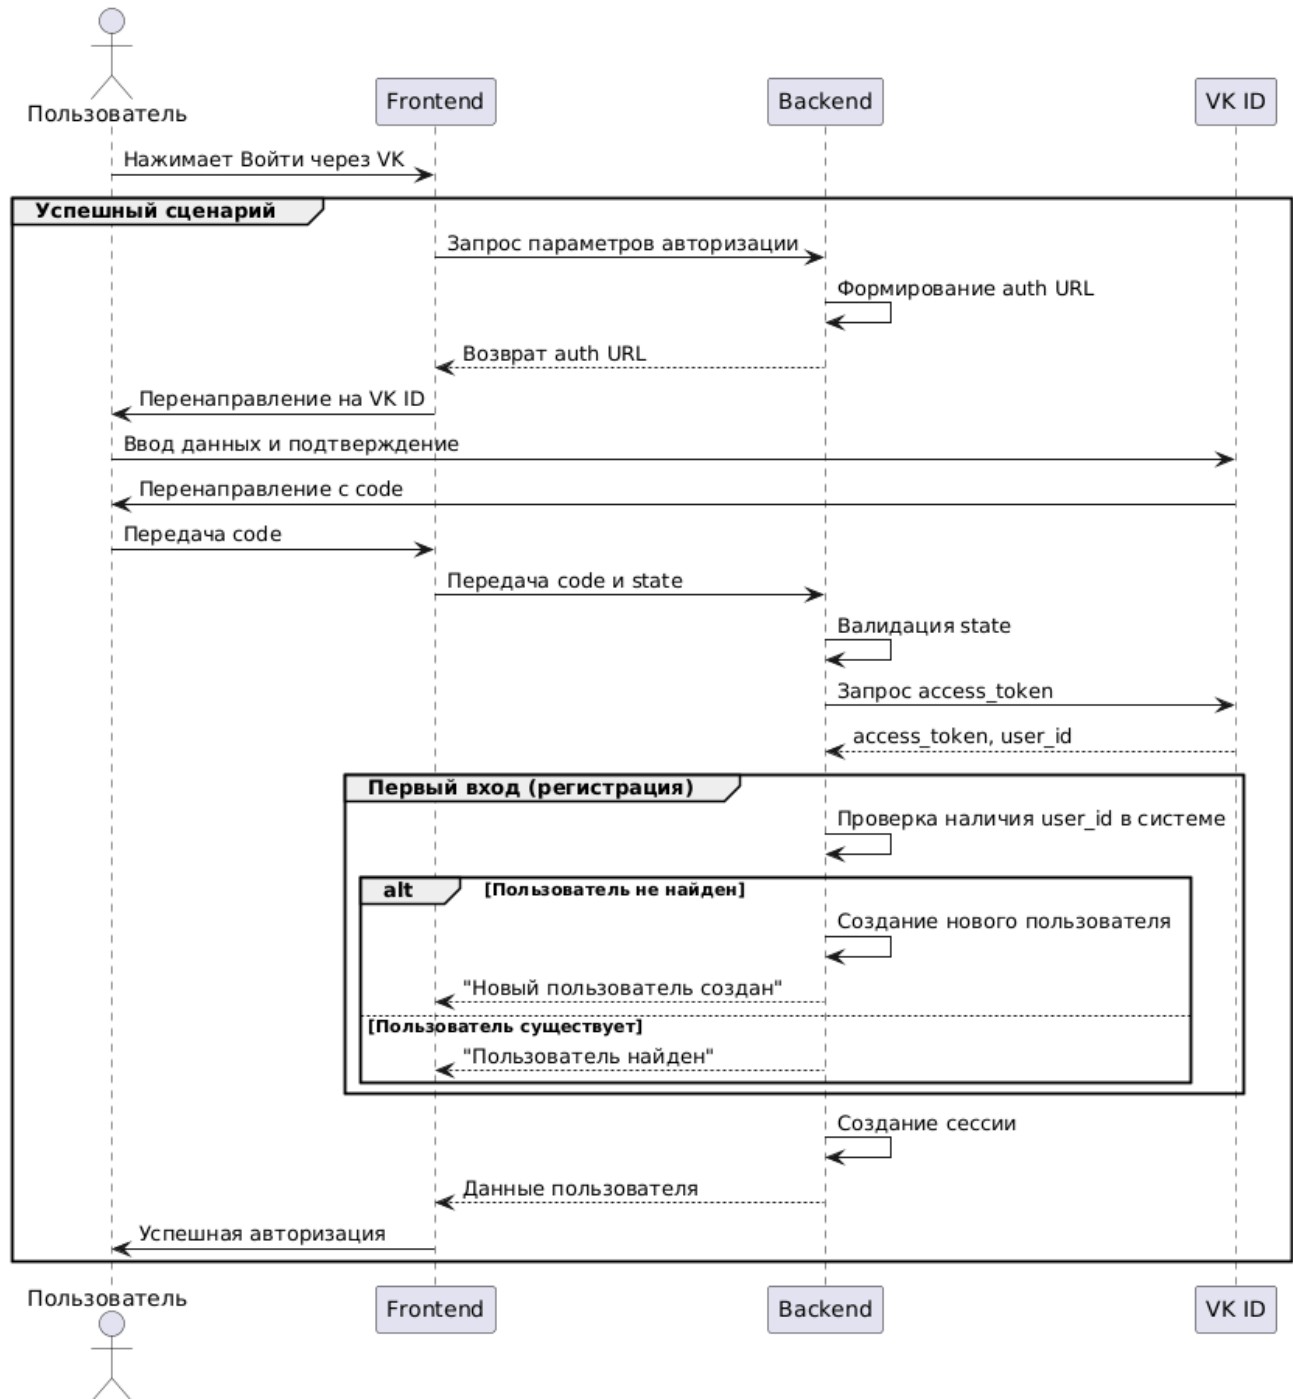 Пользователь
Frontend
Backend
VK ID
Нажимает Войти через VK
Успешный сценарий
Запрос параметров авторизации
Формирование auth URL
Возврат auth URL
Перенаправление на VK ID
Ввод данных и подтверждение
Перенаправление с code
Передача code
Передача code и state
Валидация state
Запрос access_token
access_token, user_id
Первый вход (регистрация)
Проверка наличия user_id в системе
alt
[Пользователь не найден]
Создание нового пользователя
"Новый пользователь создан"
[Пользователь существует]
"Пользователь найден"
Создание сессии
Данные пользователя
Успешная авторизация
Пользователь
Frontend
Backend
VK ID